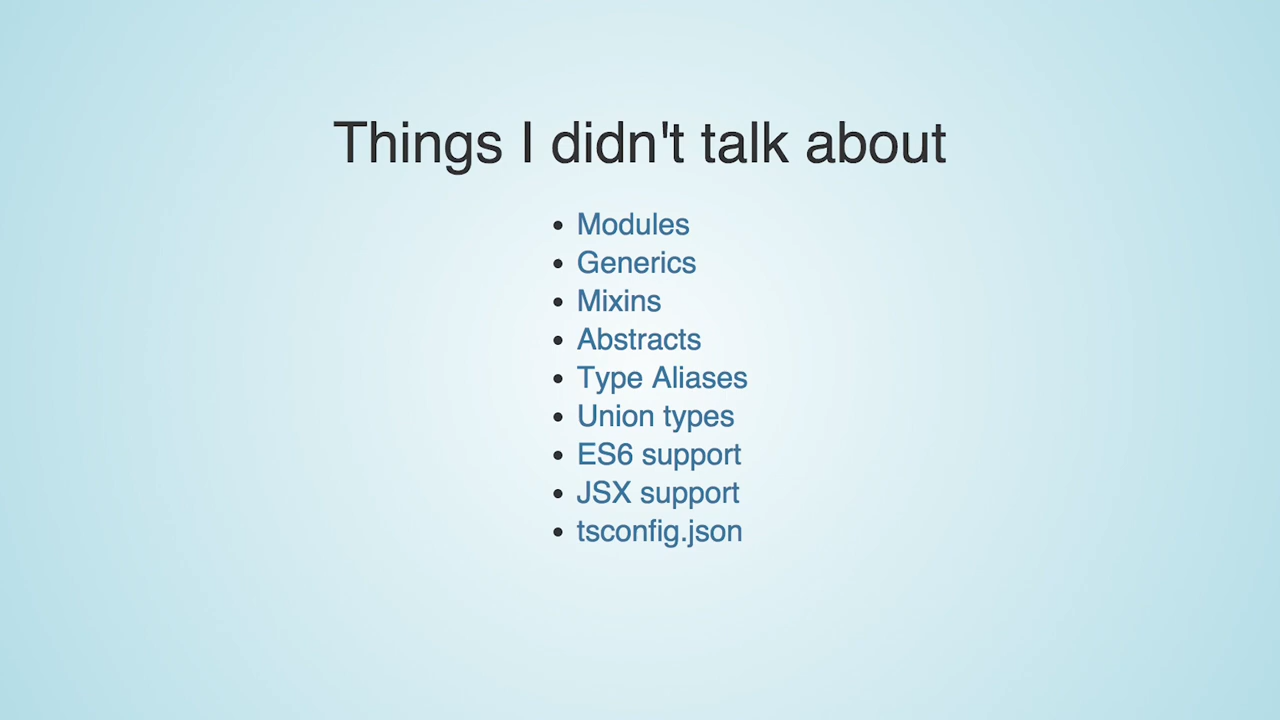 Things I didn't talk about
• Modules
• Generics
• Mixins
• Abstracts
• Type Aliases
• Union types
• ES6 support
• JSX support
• tsconfig.json